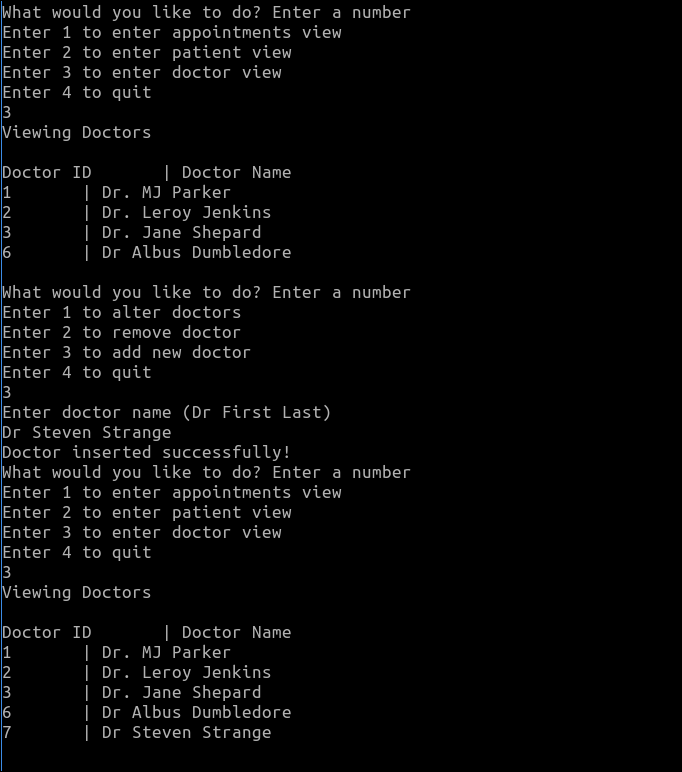 What would you like to do? Enter a number
Enter 1 to enter appointments view
Enter 2 to enter patient view
Enter 3 to enter doctor view
Enter 4 to quit
3
Viewing Doctors

Doctor ID       | Doctor Name
1       | Dr. MJ Parker
2       | Dr. Leroy Jenkins
3       | Dr. Jane Shepard
6       | Dr Albus Dumbledore

What would you like to do? Enter a number
Enter 1 to alter doctors
Enter 2 to remove doctor
Enter 3 to add new doctor
Enter 4 to quit
3
Enter doctor name (Dr First Last)
Dr Steven Strange
Doctor inserted successfully!
What would you like to do? Enter a number
Enter 1 to enter appointments view
Enter 2 to enter patient view
Enter 3 to enter doctor view
Enter 4 to quit
3
Viewing Doctors

Doctor ID       | Doctor Name
1       | Dr. MJ Parker
2       | Dr. Leroy Jenkins
3       | Dr. Jane Shepard
6       | Dr Albus Dumbledore
7       | Dr Steven Strange